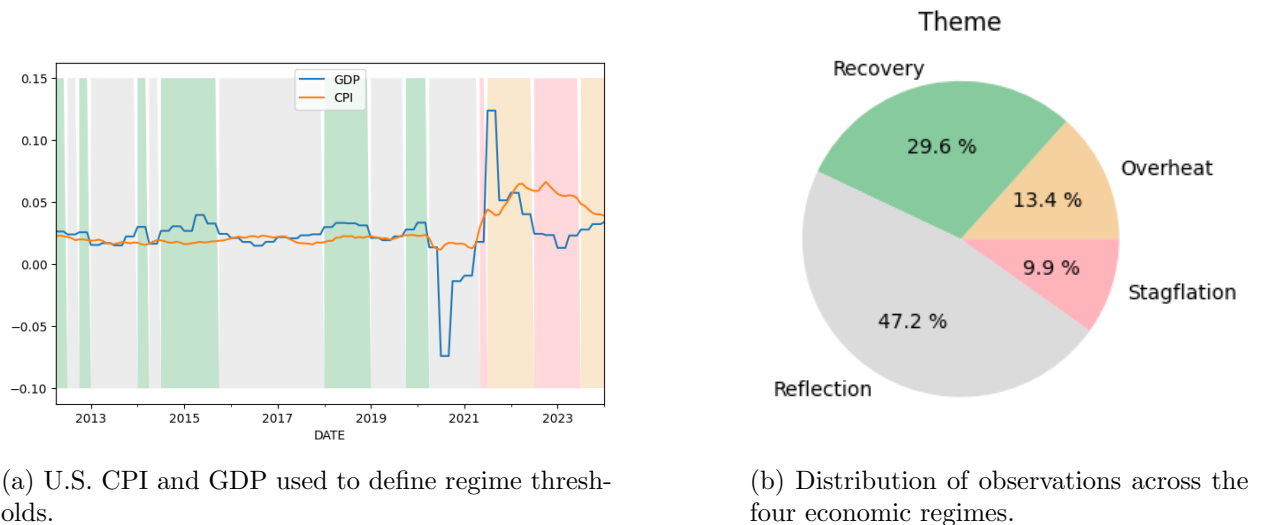 0.15
0.10
0.05
0.00
−0.05
−0.10
GDP
CPI
2013 2015 2017 2019 2021 2023
DATE
(a) U.S. CPI and GDP used to define regime thresh-
olds.
Theme
Recovery
29.6 %
Overheat
13.4 %
9.9 %
Stagflation
47.2 %
Reflection
(b) Distribution of observations across the
four economic regimes.